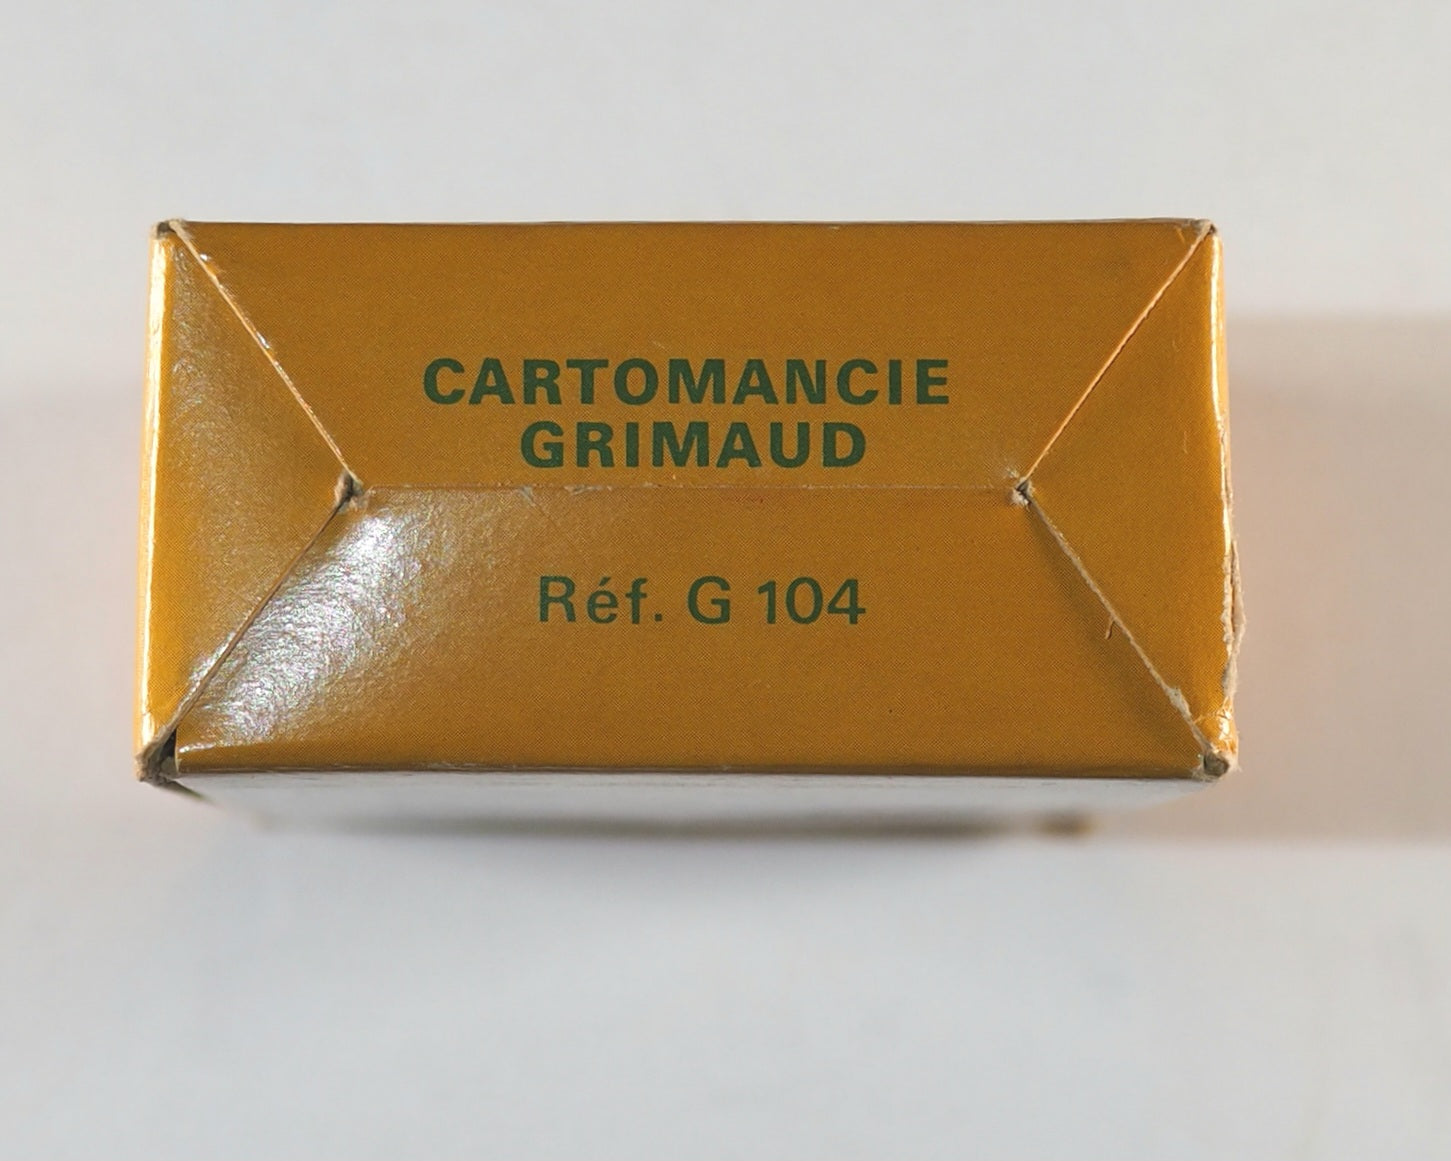 CARTOMANCIE
GRIMAUD
Réf. G 104